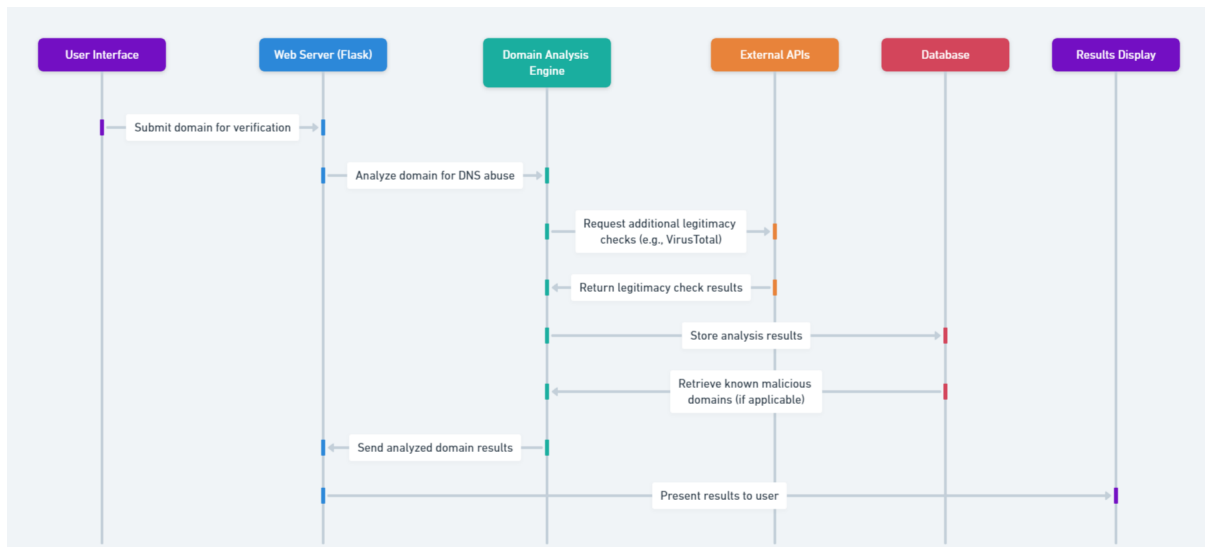 User Interface
Web Server (Flask)
Domain Analysis
Engine
External APIs
Database
Results Display
Submit domain for verification
Analyze domain for DNS abuse
Request additional legitimacy
checks (e.g., VirusTotal)
Return legitimacy check results
Store analysis results
Retrieve known malicious
domains (if applicable)
Send analyzed domain results
Present results to user